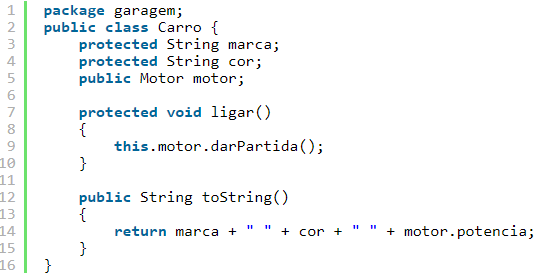 1 package garagem;
2 public class Carro {
3     protected String marca;
4     protected String cor;
5     public Motor motor;
6
7     protected void ligar()
8     {
9         this.motor.darPartida();
10     }
11
12     public String toString()
13     {
14         return marca + " " + cor + " " + motor.potencia;
15     }
16 }